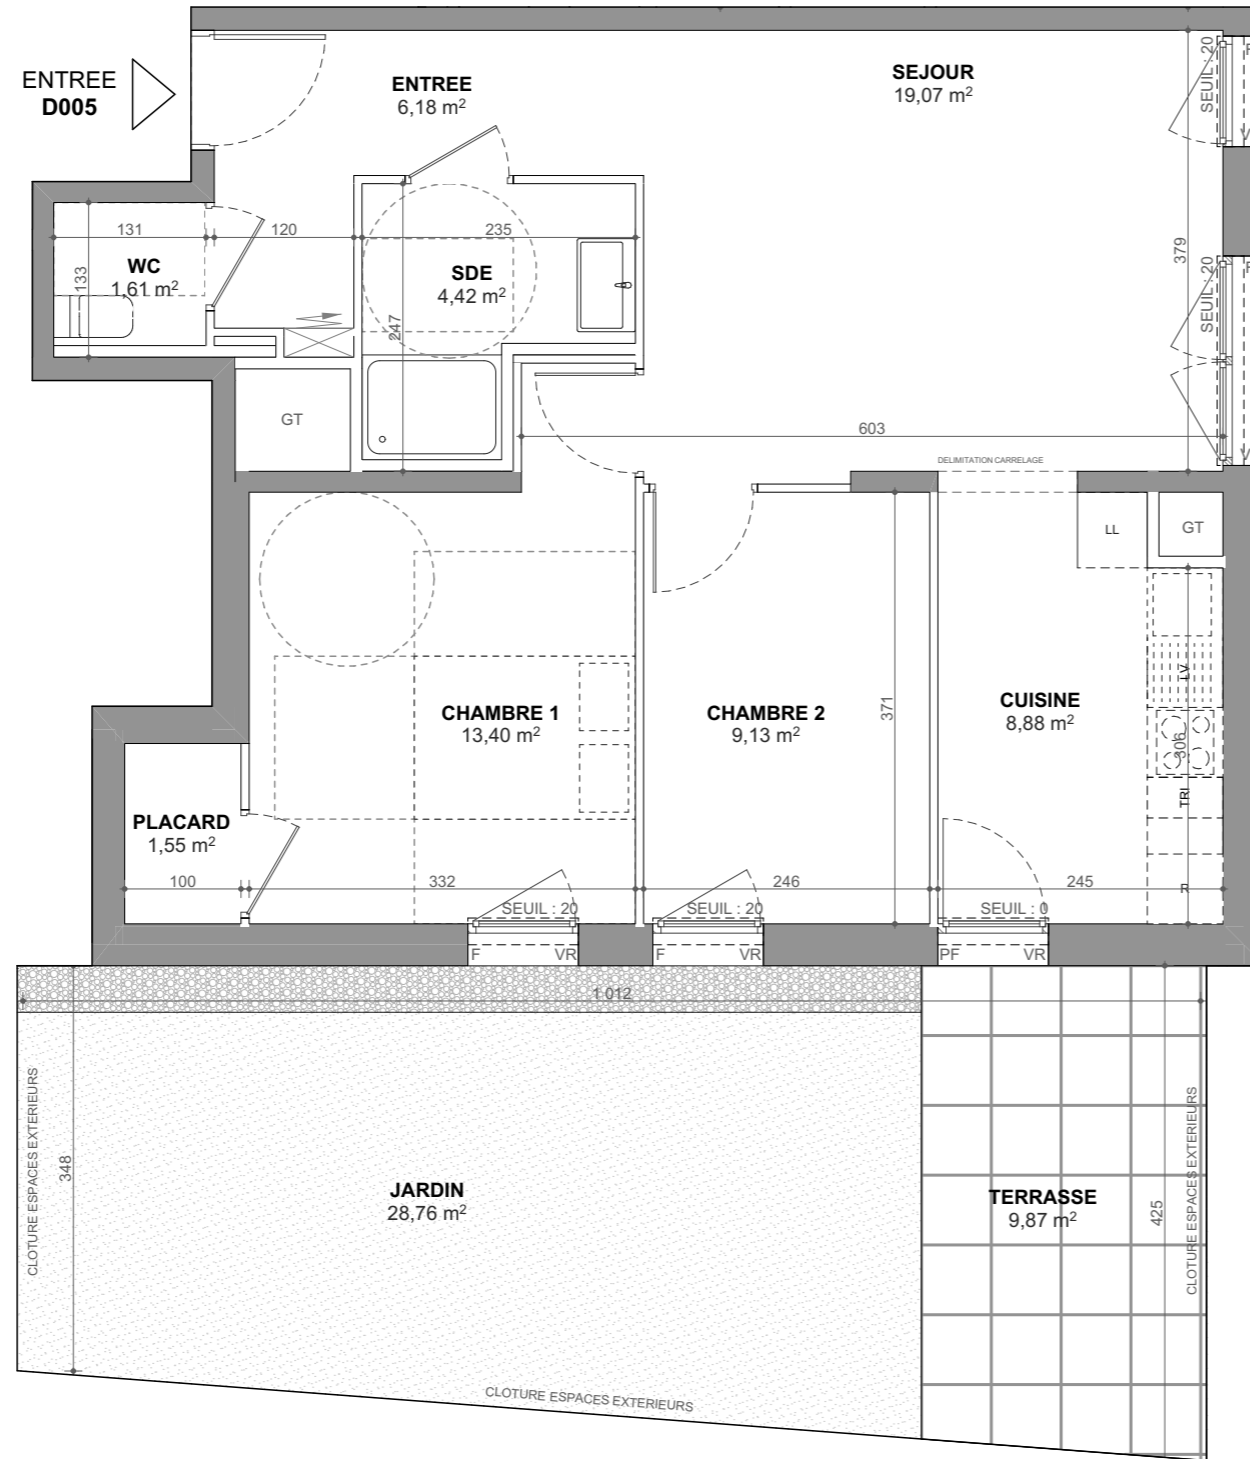 ENTREE
D005
ENTREE
6,18 m²
SEJOUR
19,07 m²
SEUIL : 20
379
SEUIL : 20
131
120
235
133
WC
1,61 m²
SDE
4,42 m²
247
GT
603
DELIMITATION CARRELAGE
LL
GT
CHAMBRE 1
13,40 m²
CHAMBRE 2
9,13 m²
371
CUISINE
8,88 m²
LV
306
TRI
R
PLACARD
1,55 m²
100
332
246
245
SEUIL : 20
SEUIL : 20
SEUIL : 0
F
VR
F
VR
PF
VR
1 012
CLOTURE ESPACES EXTERIEURS
348
JARDIN
28,76 m²
TERRASSE
9,87 m²
425
CLOTURE ESPACES EXTERIEURS
CLOTURE ESPACES EXTERIEURS